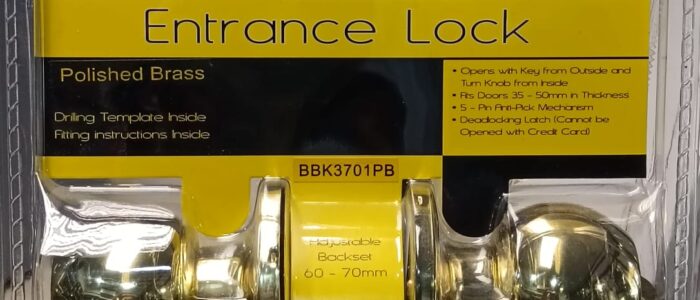 Entrance Lock
Polished Brass
Drilling Template Inside
Fitting instructions Inside
• Opens with Key from Outside and
Turn Knob from Inside
• Fits Doors 35 - 50mm in Thickness
• 5 - Pin Anti-Pick Mechanism
• Deadlocking Latch (Cannot be
Opened with Credit Card)
BBK3701PB
Adjustable
Backset
60 - 70mm